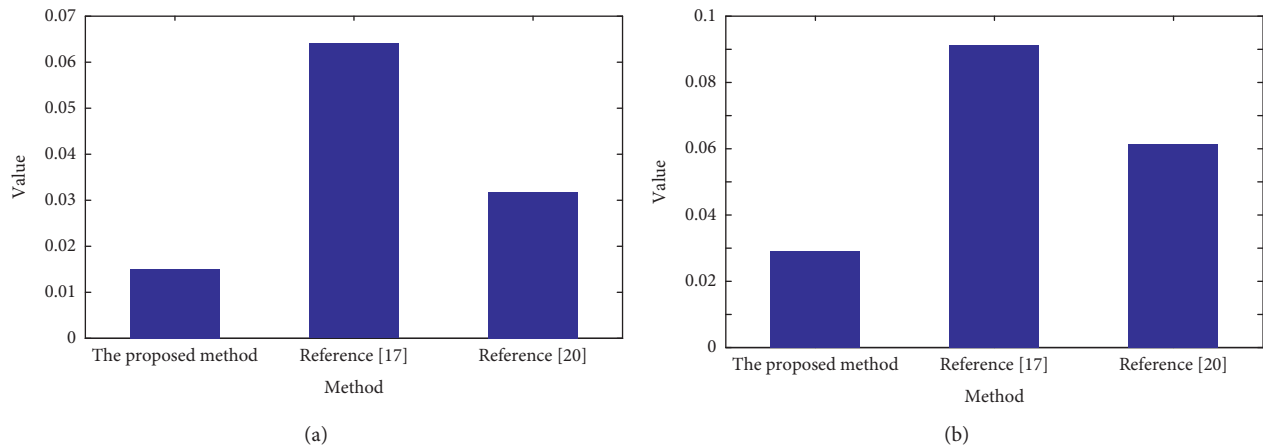 0.07
0.06
0.05
0.04
0.03
0.02
0.01
0
Value
The proposed method Reference [17] Reference [20]
Method
(a)
0.1
0.08
0.06
0.04
0.02
0
Value
The proposed method Reference [17] Reference [20]
Method
(b)